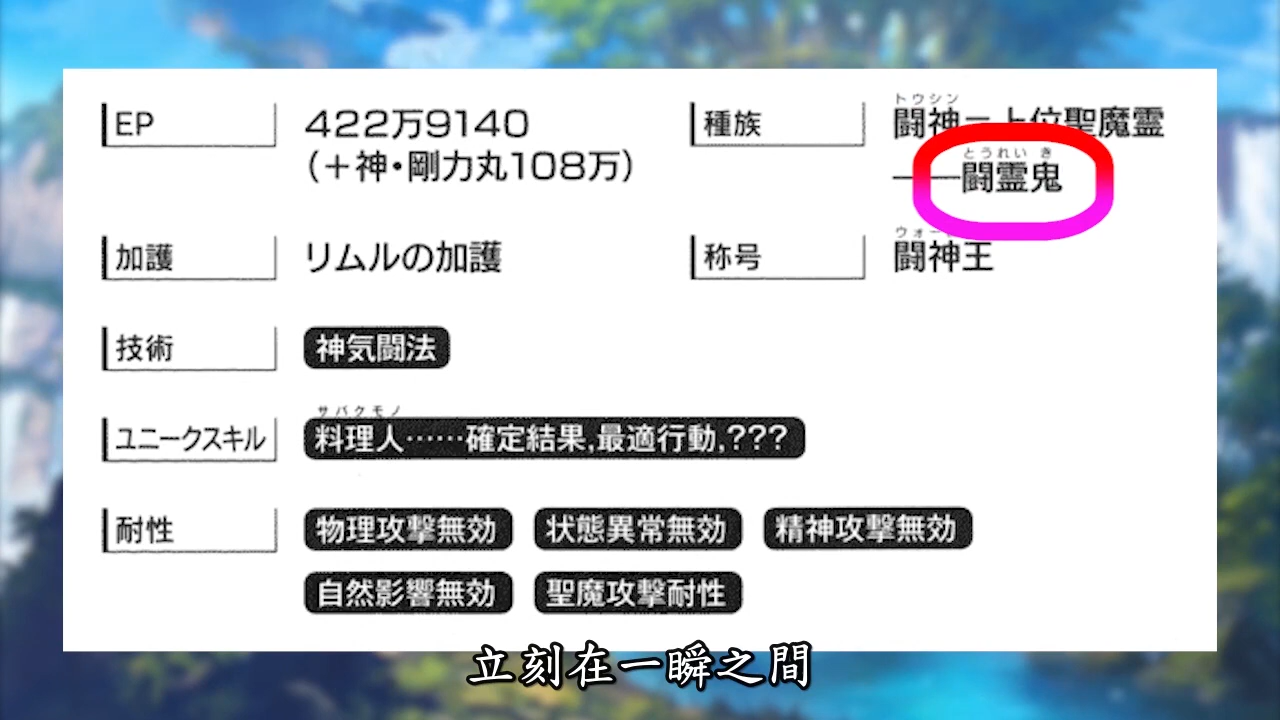 EP
422万9140
(+神・剛力丸108万)
種族
トウシン
闘神＝上位聖魔霊
とうれいき
——闘霊鬼
加護
リムルの加護
称号
闘神王
技術
神気闘法
ユニークスキル
サバクモノ
料理人……確定結果,最適行動,???
耐性
物理攻撃無効 状態異常無効 精神攻撃無効
自然影響無効 聖魔攻撃耐性
立刻在一瞬之間